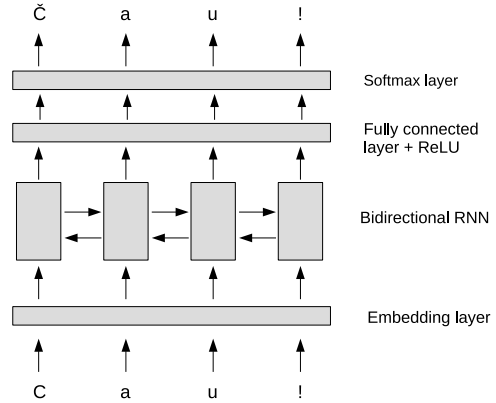 Č a u !
Softmax layer
Fully connected
layer + ReLU
Bidirectional RNN
Embedding layer
C a u !